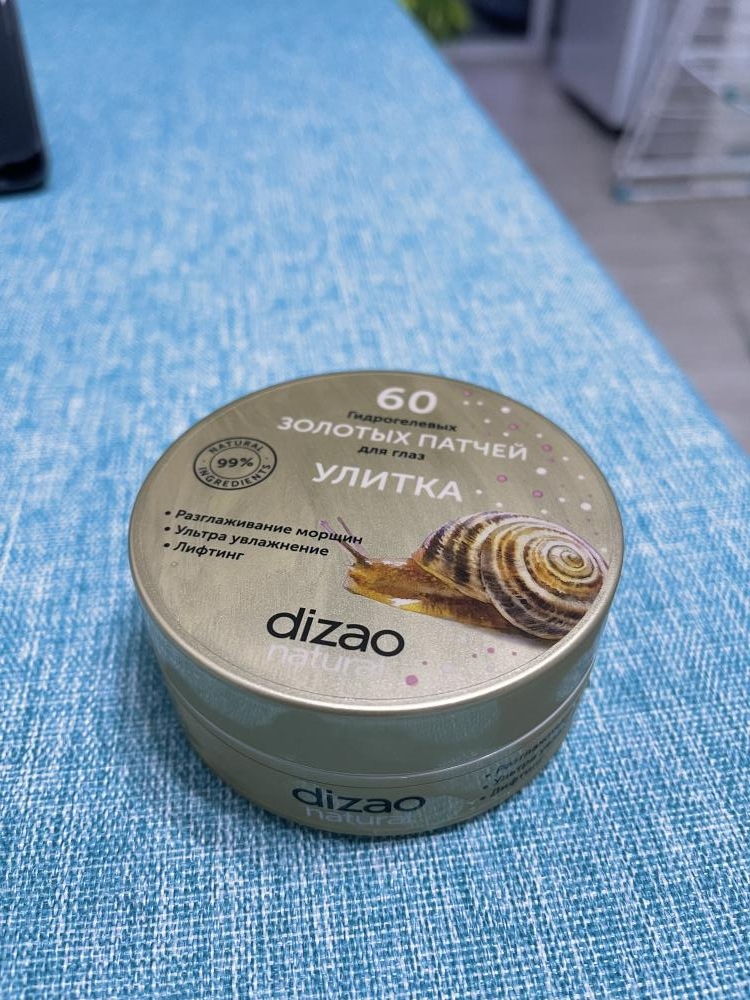 60
Гидрогелевых
ЗОЛОТЫХ ПАТЧЕЙ
для глаз
УЛИТКА
NATURAL
99%
INGREDIENTS
• Разглаживание морщин
• Ультра увлажнение
• Лифтинг
dizao
natural
dizao
natural